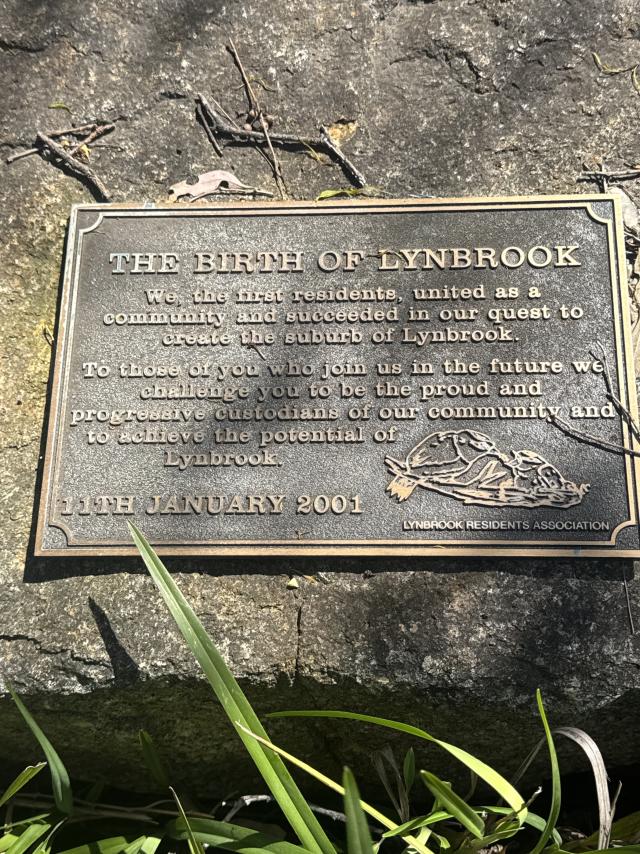 THE BIRTH OF LYNBROOK
We, the first residents, united as a
community and succeeded in our quest to
create the suburb of Lynbrook.
To those of you who join us in the future we
challenge you to be the proud and
progressive custodians of our community and
to achieve the potential of
Lynbrook.
11TH JANUARY 2001
LYNBROOK RESIDENTS ASSOCIATION